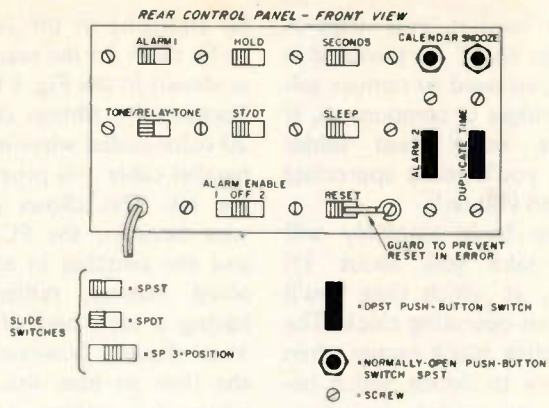 REAR CONTROL PANEL - FRONT VIEW
ALARM 1 HOLD SECONDS CALENDAR SNOOZE
TONE/RELAY-TONE ST/DT SLEEP ALARM 2 DUPLICATE TIME
ALARM ENABLE
1 OFF 2 RESET
GUARD TO PREVENT
RESET IN ERROR
SLIDE
SWITCHES
= SPST
= SPDT
= SP 3-POSITION
= DPST PUSH-BUTTON SWITCH
= NORMALLY-OPEN PUSH-BUTTON
SWITCH SPST
= SCREW